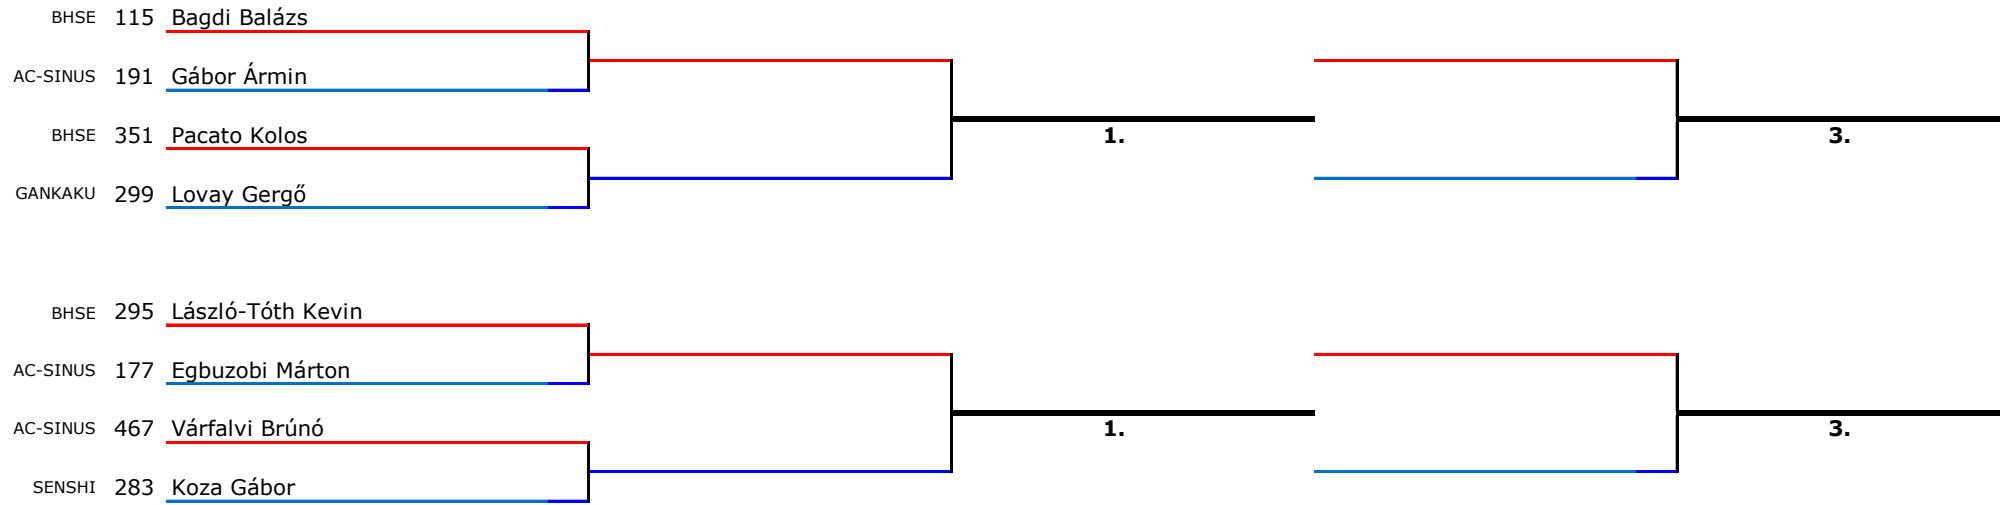 BHSE 115 Bagdi Balázs
AC-SINUS 191 Gábor Ármin
1. 3.
BHSE 351 Pacato Kolos
GANKAKU 299 Lovay Gergő
BHSE 295 László-Tóth Kevin
AC-SINUS 177 Egbuzobi Márton
1. 3.
AC-SINUS 467 Várfalvi Brúnó
SENSHI 283 Koza Gábor